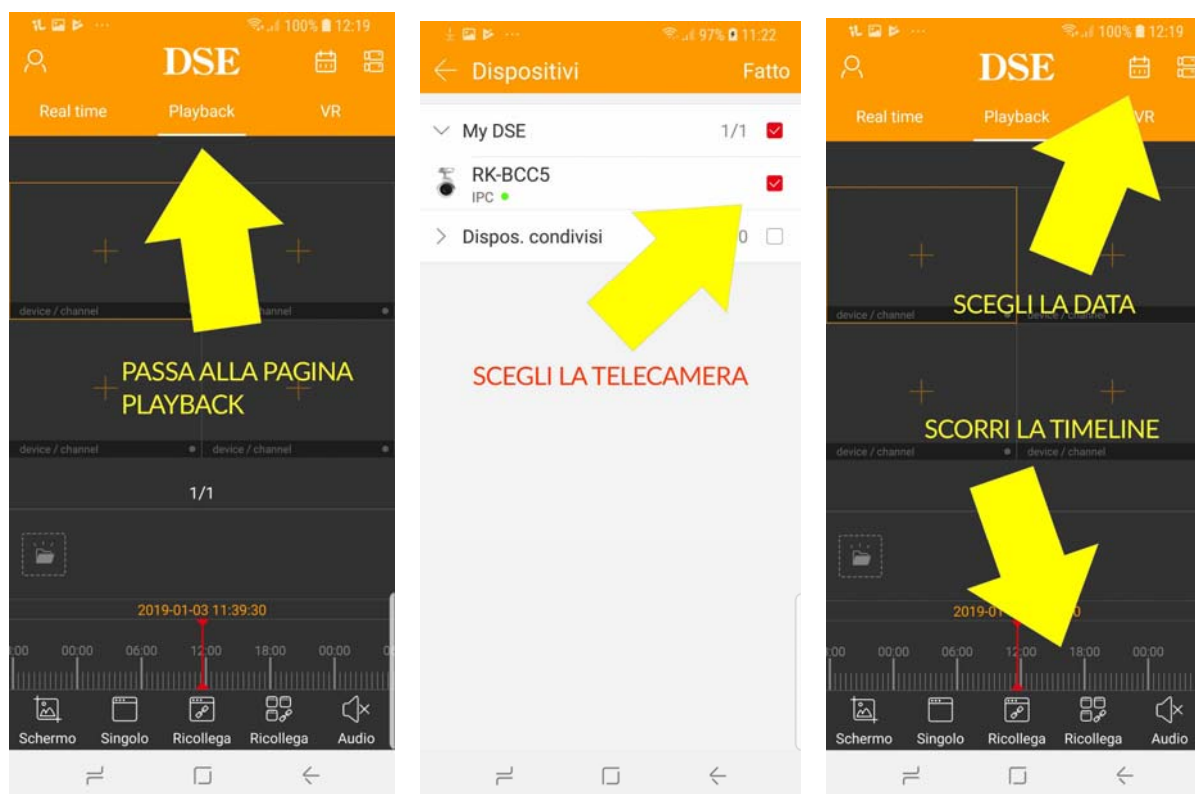 100% 12:19
DSE
Real time Playback VR
device / channel
PASSA ALLA PAGINA
PLAYBACK
device / channel device / channel
1/1
2019-01-03 11:39:30
00:00 06:00 12:00 18:00 00:00
Schermo Singolo Ricollega Ricollega Audio
97% 11:22
Dispositivi Fatto
My DSE 1/1
RK-BCC5
IPC
Dispos. condivisi
SCEGLI LA TELECAMERA
100% 12:19
DSE
Real time Playback VR
device / channel device / channel
SCEGLI LA DATA
SCORRI LA TIMELINE
device / channel device / channel
00:00 06:00 12:00 18:00 00:00
Schermo Singolo Ricollega Ricollega Audio